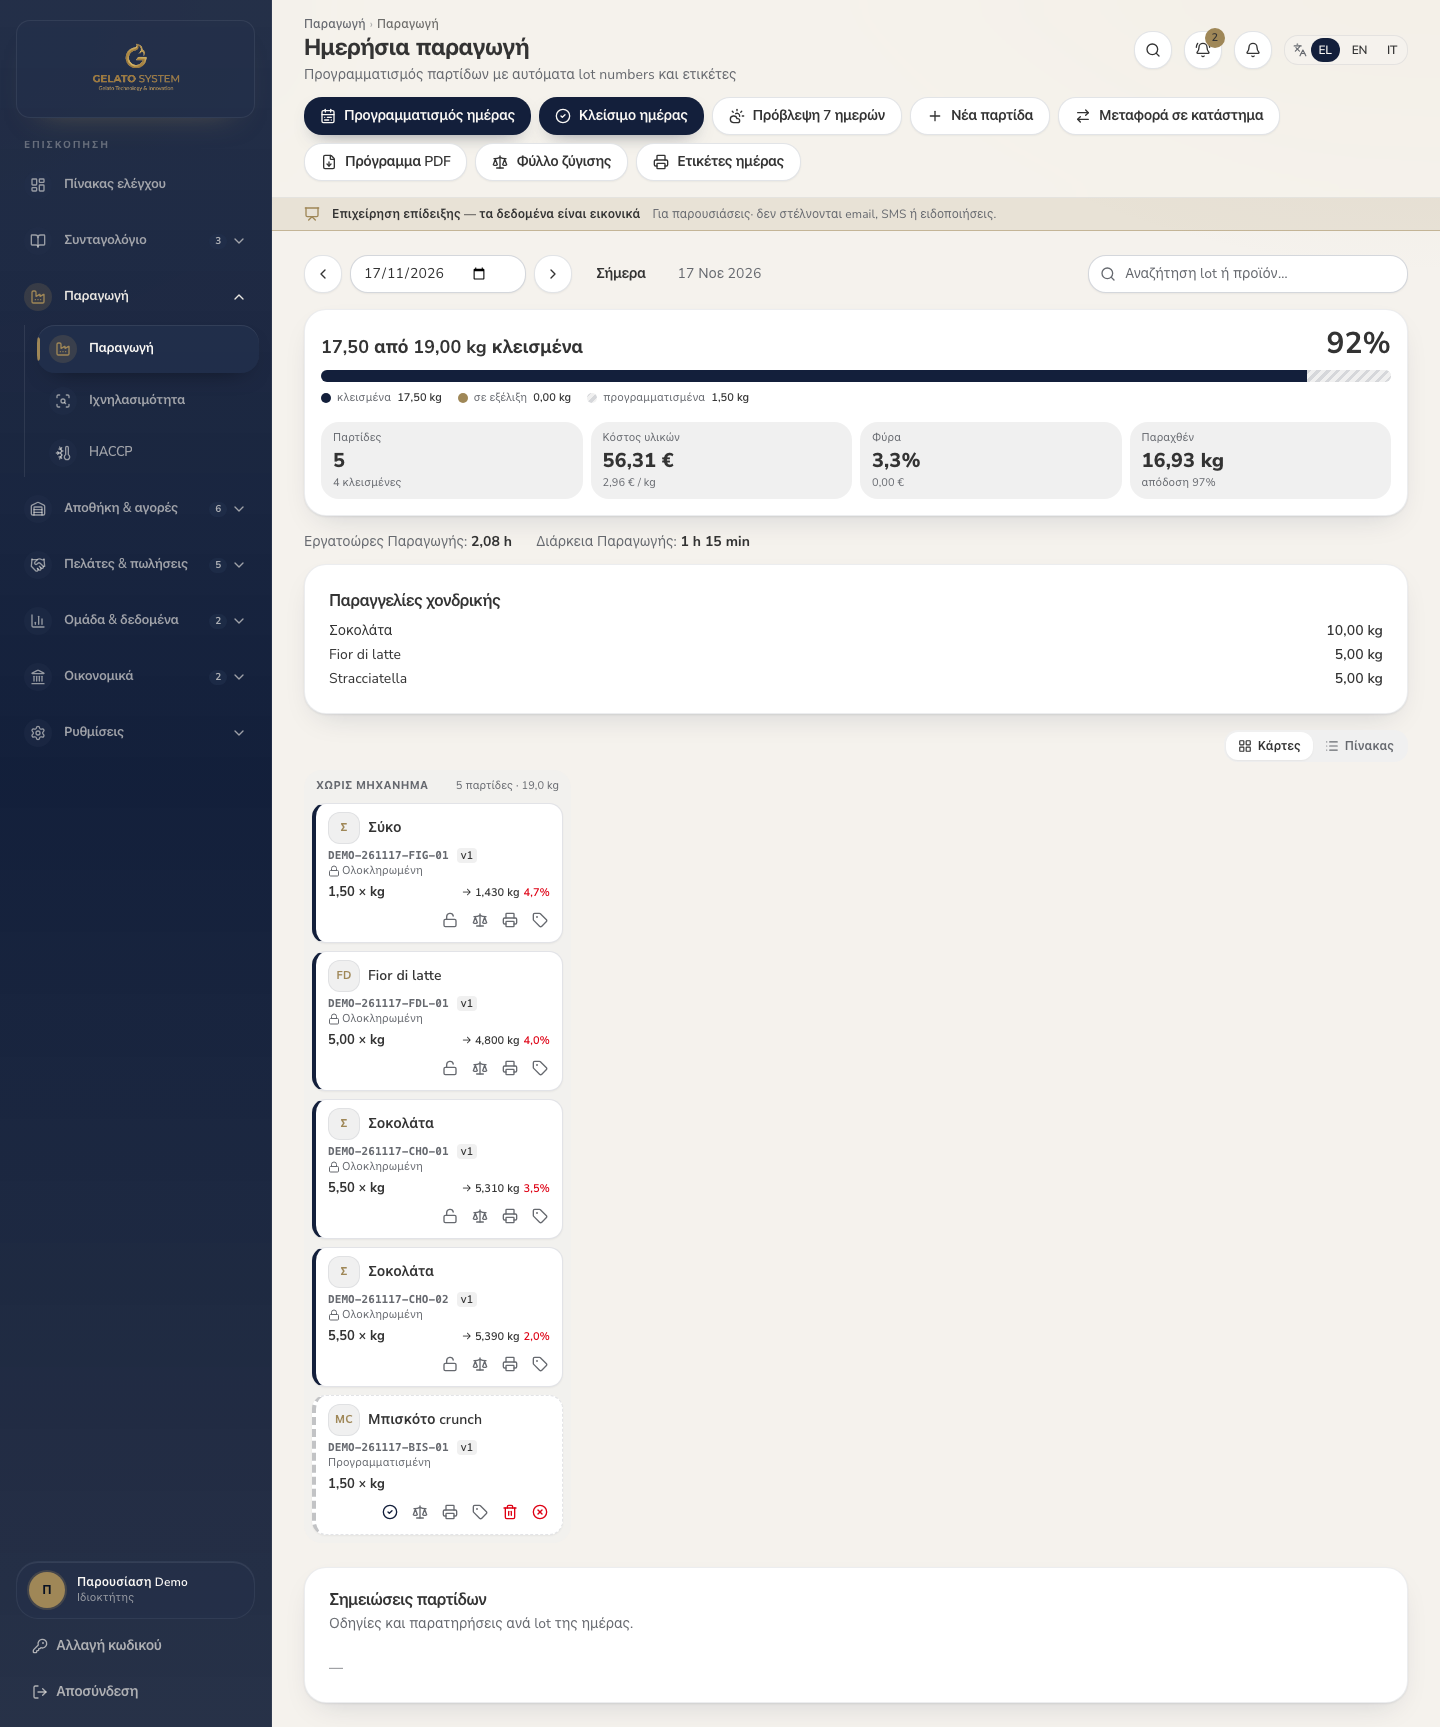 GELATO SYSTEM
Gelato Technology & Innovation
ΕΠΙΣΚΟΠΗΣΗ
Πίνακας ελέγχου
Συνταγολόγιο 3
Παραγωγή
Παραγωγή
Ιχνηλασιμότητα
HACCP
Αποθήκη & αγορές 6
Πελάτες & πωλήσεις 5
Ομάδα & δεδομένα 2
Οικονομικά 2
Ρυθμίσεις
Π
Παρουσίαση Demo
Ιδιοκτήτης
Αλλαγή κωδικού
Αποσύνδεση
Παραγωγή › Παραγωγή
Ημερήσια παραγωγή
Προγραμματισμός παρτίδων με αυτόματα lot numbers και ετικέτες
2
EL EN IT
Προγραμματισμός ημέρας
Κλείσιμο ημέρας
Πρόβλεψη 7 ημερών
Νέα παρτίδα
Μεταφορά σε κατάστημα
Πρόγραμμα PDF
Φύλλο ζύγισης
Ετικέτες ημέρας
Επιχείρηση επίδειξης — τα δεδομένα είναι εικονικά Για παρουσιάσεις· δεν στέλνονται email, SMS ή ειδοποιήσεις.
17/11/2026
Σήμερα
17 Νοε 2026
Αναζήτηση lot ή προϊόν…
17,50 από 19,00 kg κλεισμένα
92%
κλεισμένα 17,50 kg σε εξέλιξη 0,00 kg προγραμματισμένα 1,50 kg
Παρτίδες
5
4 κλεισμένες
Κόστος υλικών
56,31 €
2,96 € / kg
Φύρα
3,3%
0,00 €
Παραχθέν
16,93 kg
απόδοση 97%
Εργατοώρες Παραγωγής: 2,08 h Διάρκεια Παραγωγής: 1 h 15 min
Παραγγελίες χονδρικής
Σοκολάτα 10,00 kg
Fior di latte 5,00 kg
Stracciatella 5,00 kg
Κάρτες Πίνακας
ΧΩΡΙΣ ΜΗΧΑΝΗΜΑ 5 παρτίδες · 19,0 kg
Σ Σύκο
DEMO-261117-FIG-01 v1
Ολοκληρωμένη
1,50 × kg → 1,430 kg 4,7%
FD Fior di latte
DEMO-261117-FDL-01 v1
Ολοκληρωμένη
5,00 × kg → 4,800 kg 4,0%
Σ Σοκολάτα
DEMO-261117-CHO-01 v1
Ολοκληρωμένη
5,50 × kg → 5,310 kg 3,5%
Σ Σοκολάτα
DEMO-261117-CHO-02 v1
Ολοκληρωμένη
5,50 × kg → 5,390 kg 2,0%
MC Μπισκότο crunch
DEMO-261117-BIS-01 v1
Προγραμματισμένη
1,50 × kg
Σημειώσεις παρτίδων
Οδηγίες και παρατηρήσεις ανά lot της ημέρας.
—